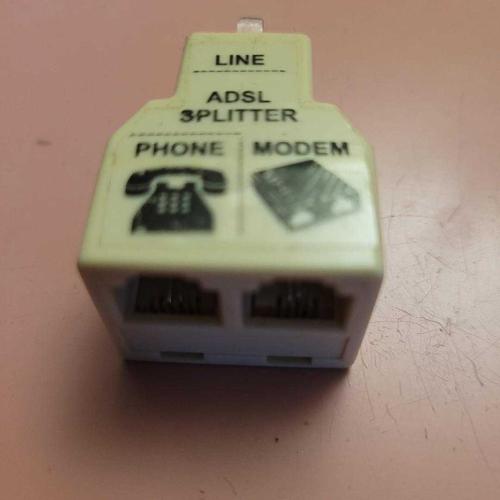 LINE
ADSL
SPLITTER
PHONE MODEM